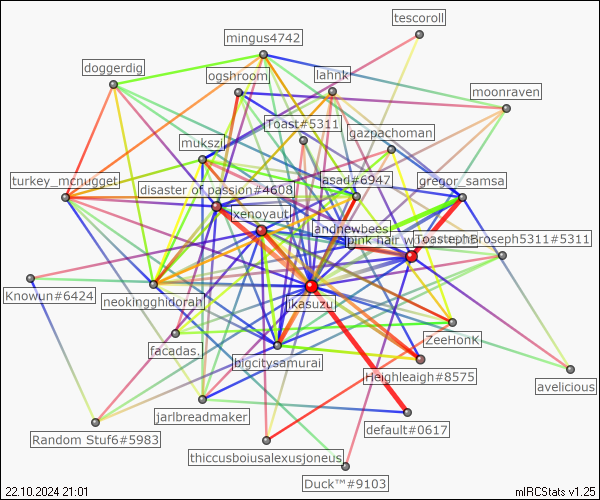 tescoroll
mingus4742
doggerdig
ogshroom
lahnk
moonraven
Toast#5311
gazpachoman
mukszi
turkey_mcnugget
disaster of passion#4608
asad#6947
gregor_samsa
xenoyaut
andnewbees
pink hair
Toastephbroseph5311#5311
Knowun#6424
neokingghidorah
jkasuzu
ZeeHonK
facadas.
bigcitysamurai
Heighleaigh#8575
avelicious
jarlbreadmaker
default#0617
Random Stuf6#5983
thiccusboiusalexusjoneus
Duck™#9103
22.10.2024 21:01
mIRCStats v1.25